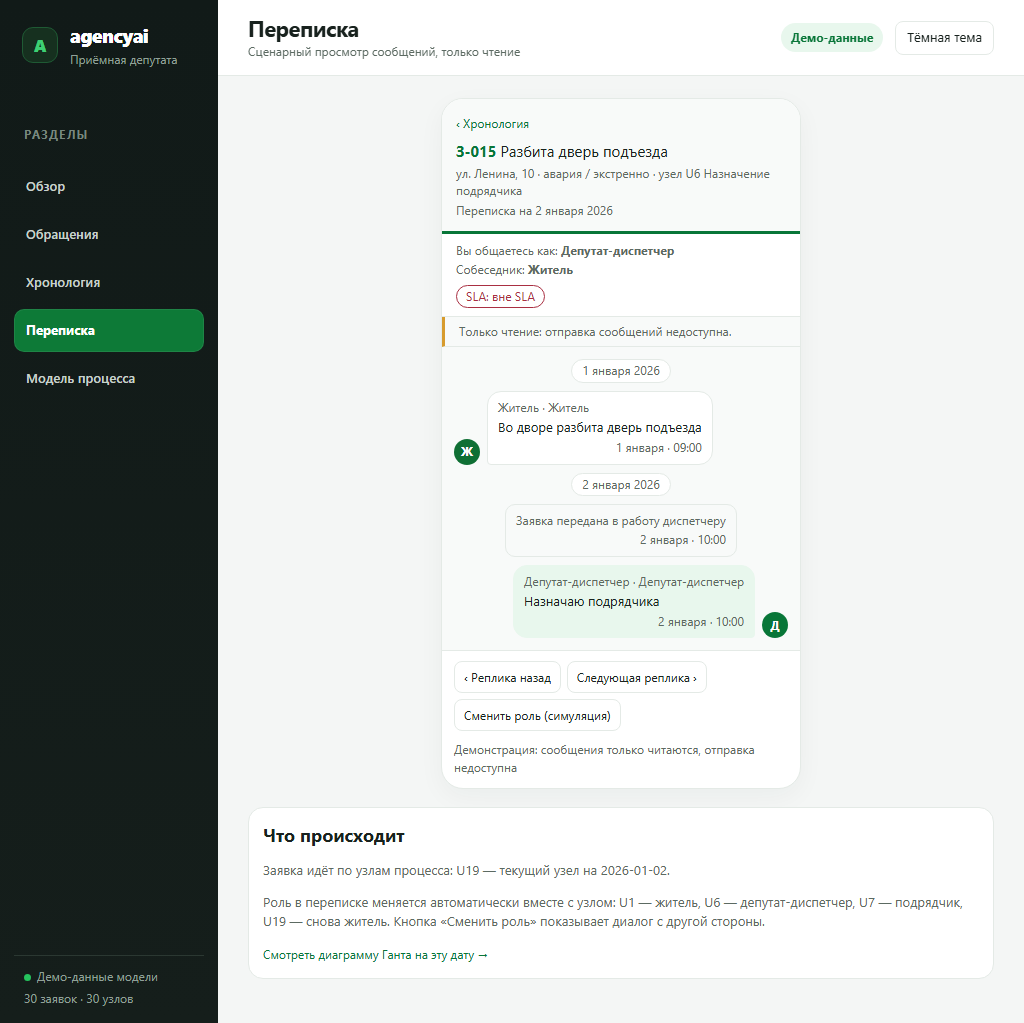 A
agencyai
Приёмная депутата
РАЗДЕЛЫ
Обзор
Обращения
Хронология
Переписка
Модель процесса
Демо-данные модели
30 заявок · 30 узлов
Переписка
Сценарный просмотр сообщений, только чтение
Демо-данные
Тёмная тема
‹ Хронология
З-015 Разбита дверь подъезда
ул. Ленина, 10 · авария / экстренно · узел U6 Назначение
подрядчика
Переписка на 2 января 2026
Вы общаетесь как: Депутат-диспетчер
Собеседник: Житель
SLA: вне SLA
Только чтение: отправка сообщений недоступна.
1 января 2026
Житель · Житель
Во дворе разбита дверь подъезда
1 января · 09:00
Ж
2 января 2026
Заявка передана в работу диспетчеру
2 января · 10:00
Депутат-диспетчер · Депутат-диспетчер
Назначаю подрядчика
2 января · 10:00
Д
‹ Реплика назад
Следующая реплика ›
Сменить роль (симуляция)
Демонстрация: сообщения только читаются, отправка
недоступна
Что происходит
Заявка идёт по узлам процесса: U19 — текущий узел на 2026-01-02.
Роль в переписке меняется автоматически вместе с узлом: U1 — житель, U6 — депутат-диспетчер, U7 — подрядчик,
U19 — снова житель. Кнопка «Сменить роль» показывает диалог с другой стороны.
Смотреть диаграмму Ганта на эту дату →